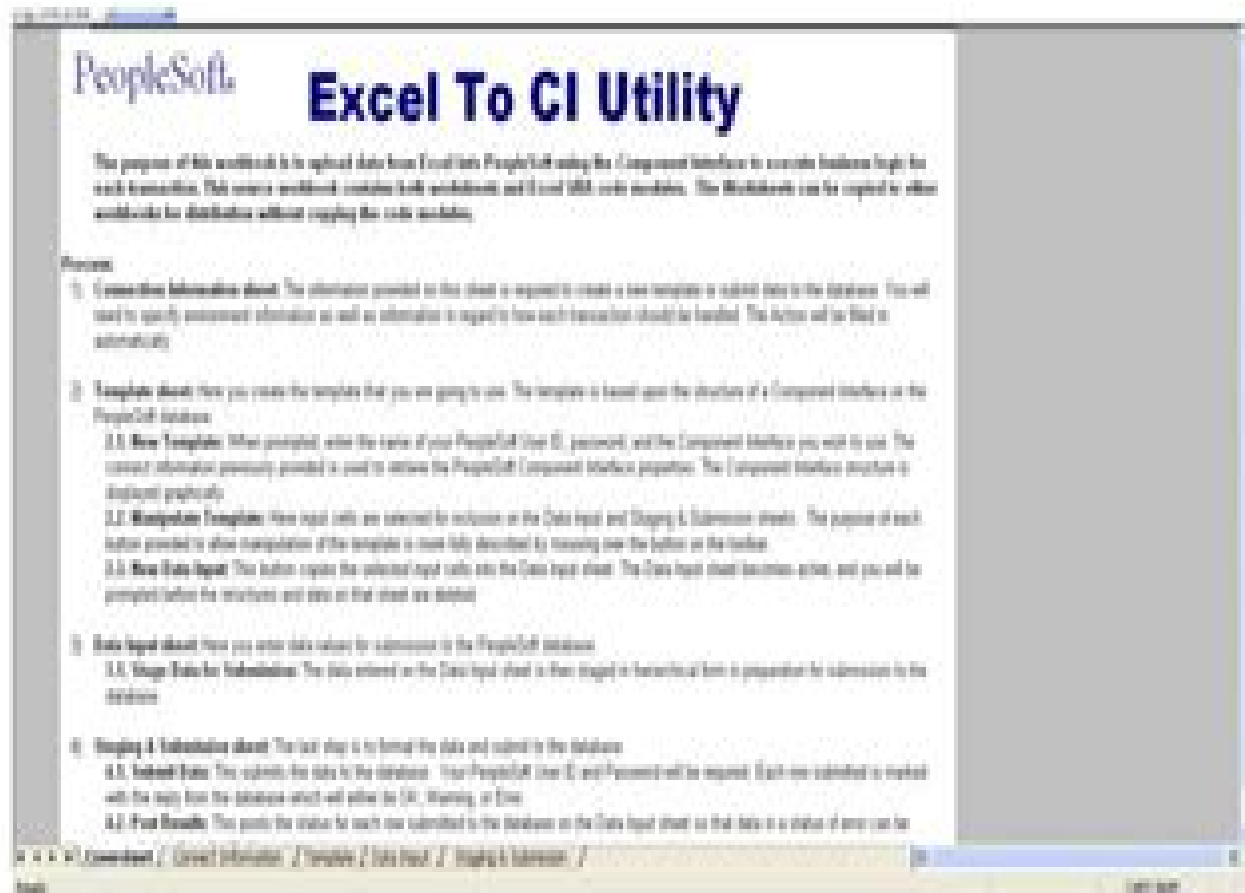 PeopleSoft
Excel To CI Utility
The purpose of this workbook is to upload data from Excel into PeopleSoft using the Component Interface to execute business logic for
each transaction. This source workbook contains both worksheets and Excel VBA code modules. The Worksheets can be copied to other
workbooks for distribution without copying the code modules.
Process:
1) Connection Information sheet: The information provided on this sheet is required to create a new template or submit data to the database. You will
need to specify environment information as well as information in regard to how each transaction should be handled. The Action will be filled in
automatically.
2) Template sheet: Here you create the template that you are going to use. The template is based upon the structure of a Component Interface on the
PeopleSoft database.
2.1. New Template: When prompted, enter the name of your PeopleSoft User ID, password, and the Component Interface you wish to use. The
connect information previously provided is used to retrieve the PeopleSoft Component Interface properties. The Component Interface structure is
displayed graphically.
2.2. Manipulate Template: Here input cells are selected for inclusion on the Data Input and Staging & Submission sheets. The purpose of each
button provided to allow manipulation of the template is more fully described by mousing over the button on the toolbar.
2.3. New Data Input: This button copies the selected input cells into the Data Input sheet. The Data Input sheet becomes active, and you will be
prompted before the structures and data on that sheet are deleted.
3) Data Input sheet: Here you enter data values for submission to the PeopleSoft database.
3.1. Stage Data for Submission: The data entered on the Data Input sheet is then staged in hierarchical form in preparation for submission to the
database.
4) Staging & Submission sheet: The last step is to format the data and submit to the database.
4.1. Submit Data: This submits the data to the database. Your PeopleSoft User ID and Password will be required. Each row submitted is marked
with the reply from the database which will either be OK, Warning, or Error.
4.2. Post Results: This posts the status for each row submitted to the database on the Data Input sheet so that data in a status of error can be
Coversheet / Connect Information / Template / Data Input / Staging & Submission /